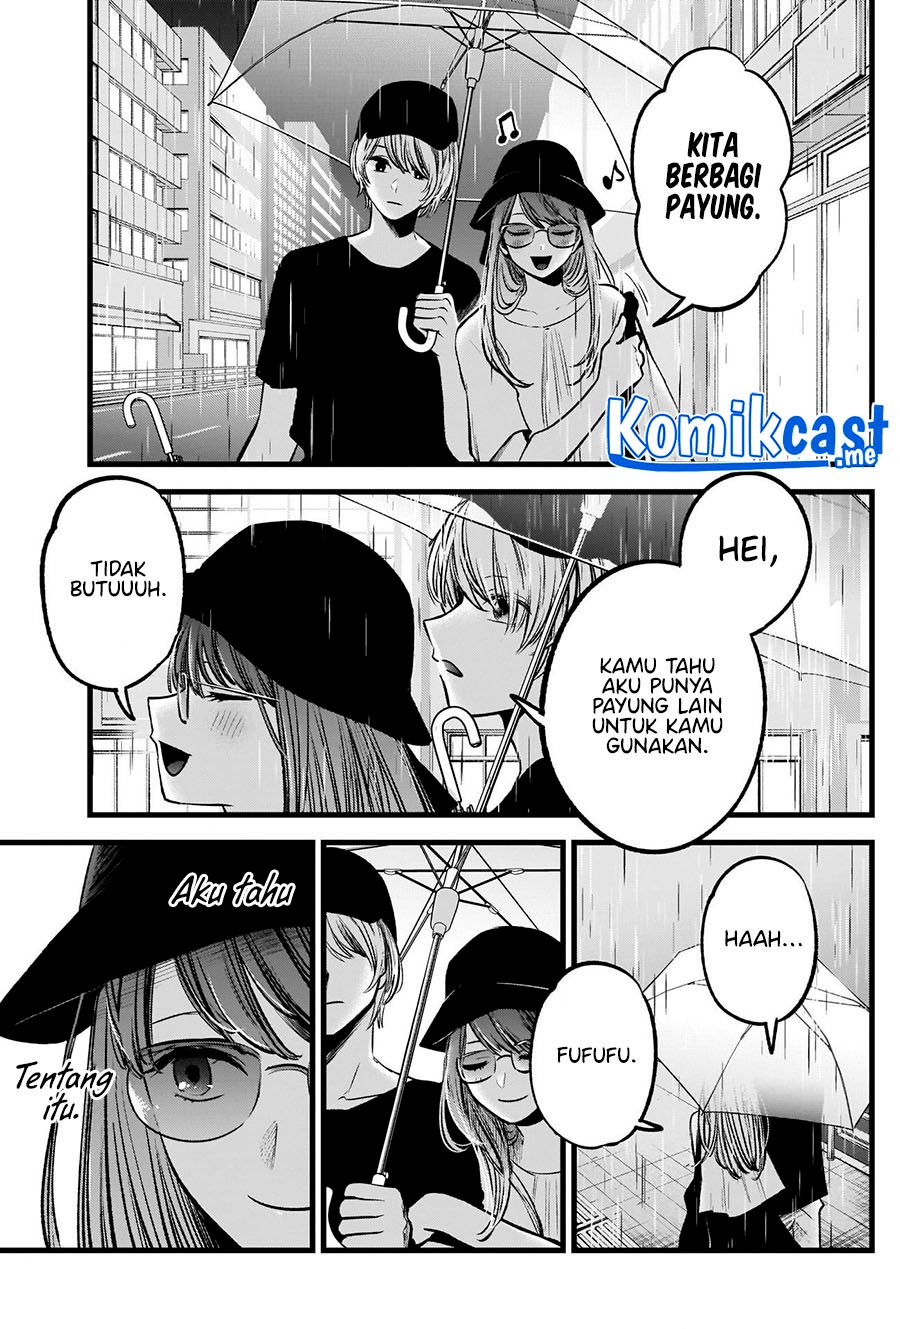 KITA
BERBAGI
PAYUNG.
Komikcast
.me
HEI,
KAMU TAHU
AKU PUNYA
PAYUNG LAIN
UNTUK KAMU
GUNAKAN.
TIDAK
BUTUUUH.
HAAH...
FUFUFU.
Aku tahu
Tentang
itu.